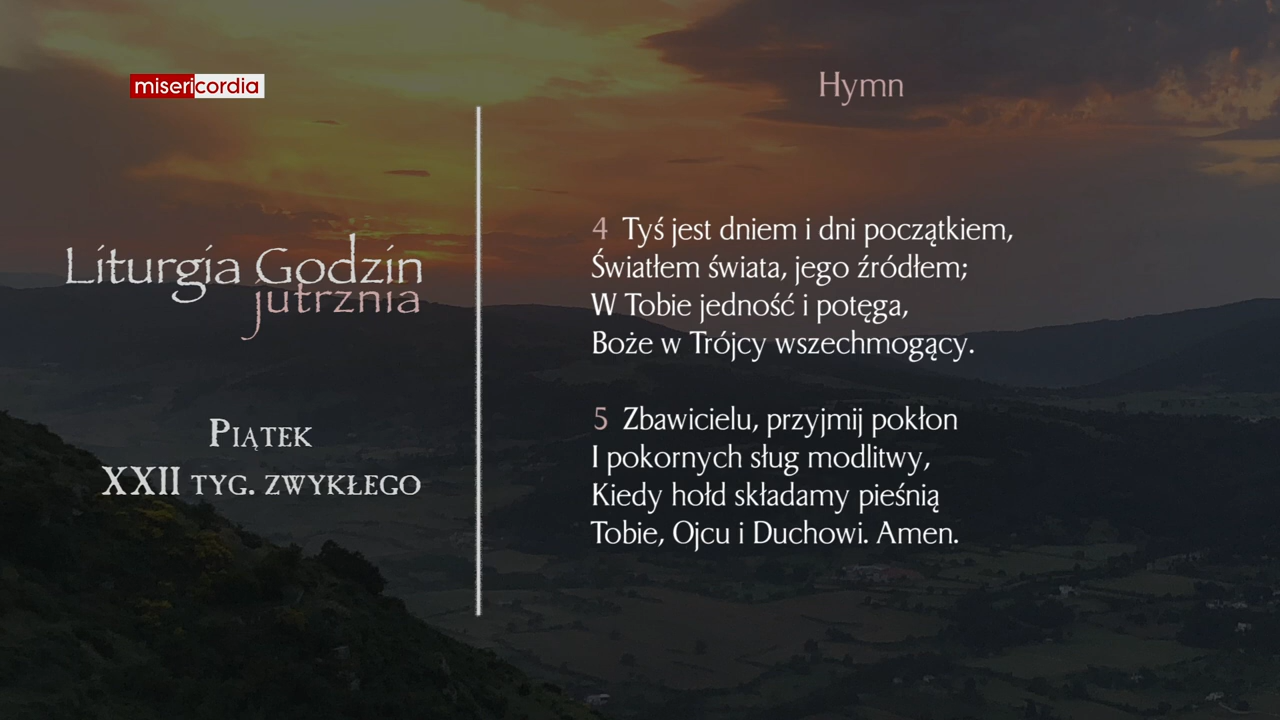 misericordia
Liturgia Godzin
jutrznia
Piątek
XXII tyg. zwykłego
Hymn
4 Tyś jest dniem i dni początkiem,
Światłem świata, jego źródłem;
W Tobie jedność i potęga,
Boże w Trójcy wszechmogący.
5 Zbawicielu, przyjmij pokłon
I pokornych sług modlitwy,
Kiedy hołd składamy pieśnią
Tobie, Ojcu i Duchowi. Amen.